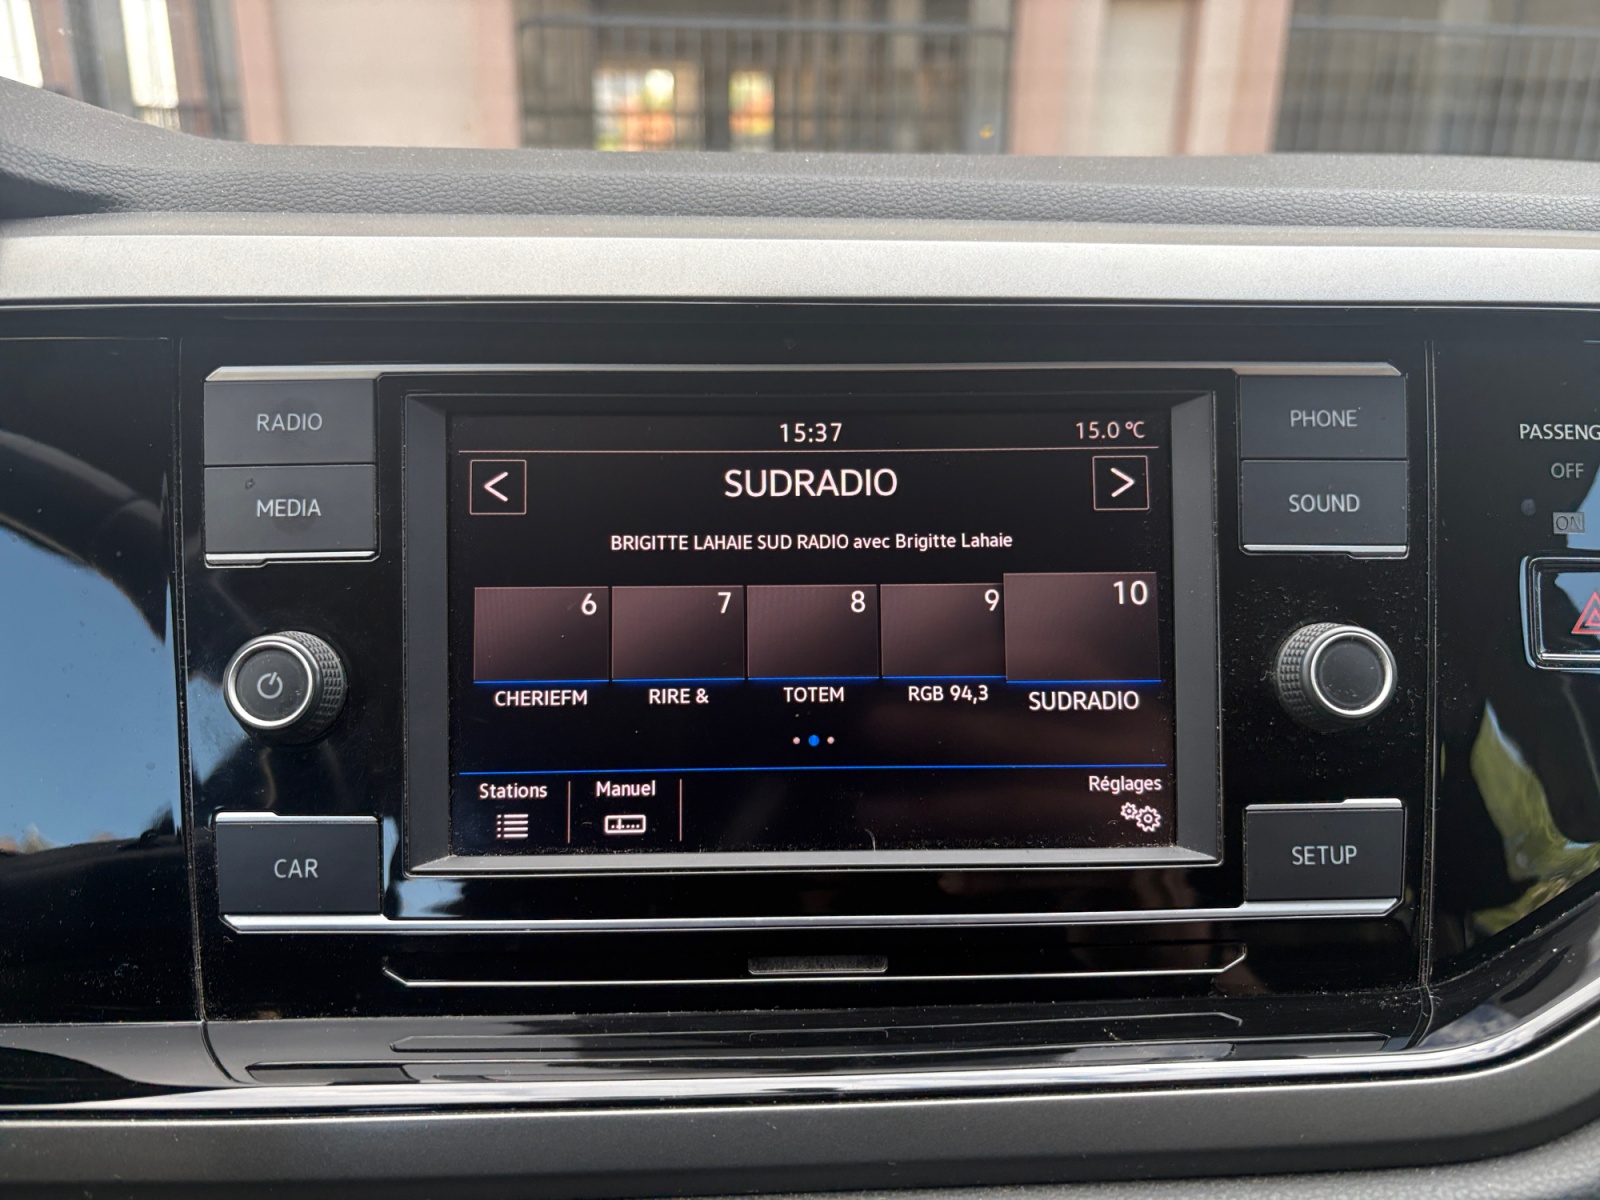 RADIO
MEDIA
CAR
15:37
15.0 °C
<
SUDRADIO
>
BRIGITTE LAHAIE SUD RADIO avec Brigitte Lahaie
6
7
8
9
10
CHERIEFM
RIRE &
TOTEM
RGB 94,3
SUDRADIO
Stations
Manuel
Réglages
PHONE
SOUND
SETUP
PASSENG
OFF
ON